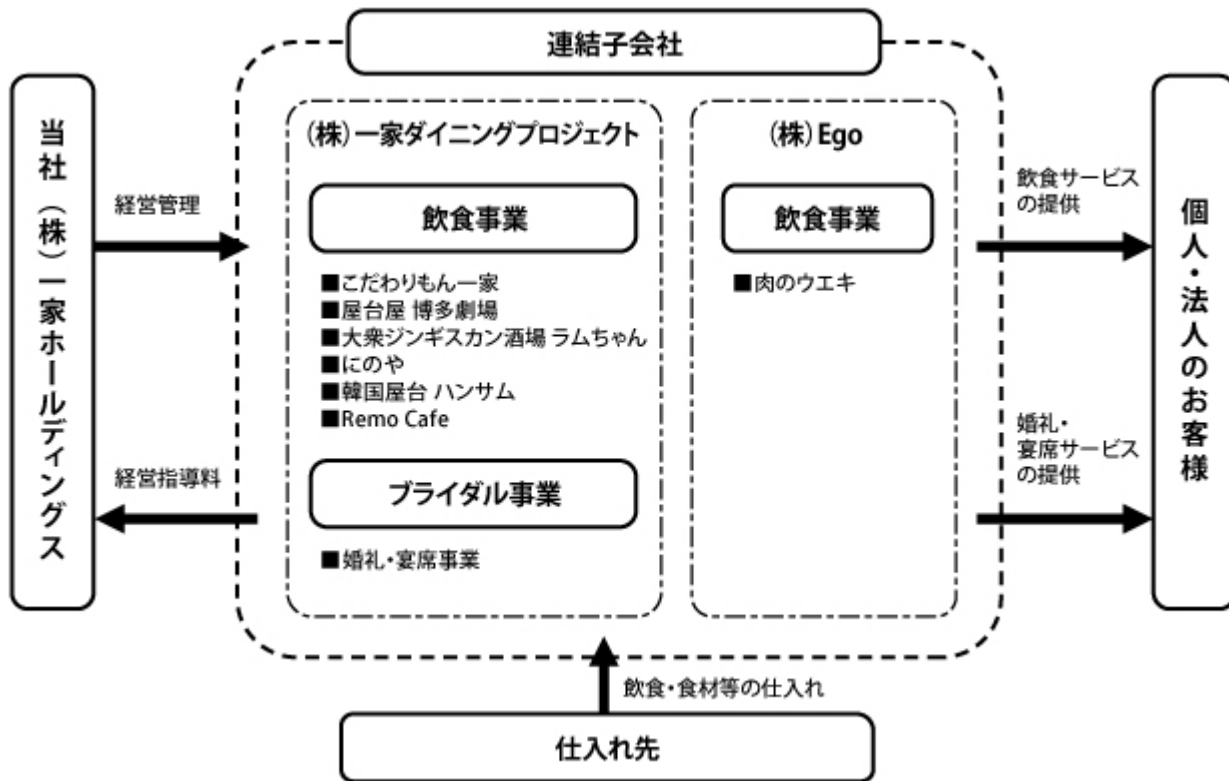 連結子会社
当社（株）一家ホールディングス
経営管理
経営指導料
（株）一家ダイニングプロジェクト
飲食事業
■こだわりもん一家
■屋台屋 博多劇場
■大衆ジンギスカン酒場 ラムちゃん
■にのや
■韓国屋台 ハンサム
■Remo Cafe
ブライダル事業
■婚礼・宴席事業
（株）Ego
飲食事業
■肉のウエキ
飲食サービス
の提供
婚礼・
宴席サービス
の提供
個人・法人のお客様
飲食・食材等の仕入れ
仕入れ先